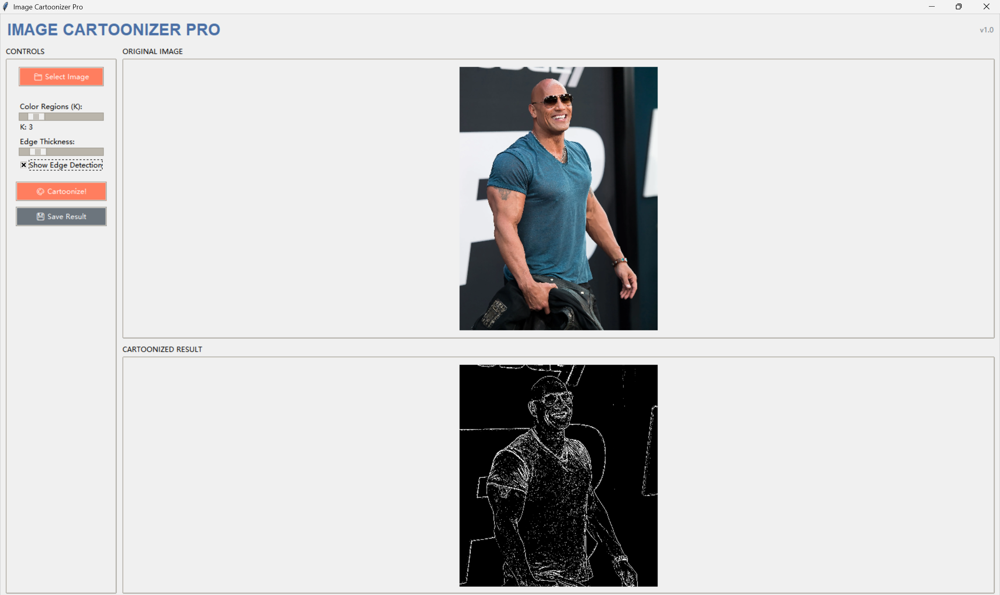 Image Cartoonizer Pro
IMAGE CARTOONIZER PRO
v1.0
CONTROLS
Select Image
Color Regions (K):
K: 3
Edge Thickness:
Show Edge Detection
Cartoonize!
Save Result
ORIGINAL IMAGE
CARTOONIZED RESULT